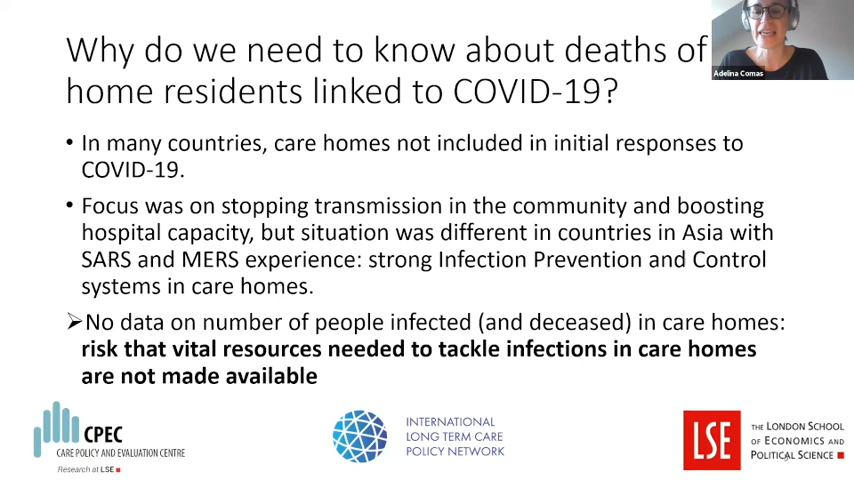 Why do we need to know about deaths of
home residents linked to COVID-19?
Adelina Comas
• In many countries, care homes not included in initial responses to
COVID-19.
• Focus was on stopping transmission in the community and boosting
hospital capacity, but situation was different in countries in Asia with
SARS and MERS experience: strong Infection Prevention and Control
systems in care homes.
➢No data on number of people infected (and deceased) in care homes:
risk that vital resources needed to tackle infections in care homes
are not made available
CPEC
CARE POLICY AND EVALUATION CENTRE
Research at LSE
INTERNATIONAL
LONG TERM CARE
POLICY NETWORK
LSE
THE LONDON SCHOOL
OF ECONOMICS AND
POLITICAL SCIENCE